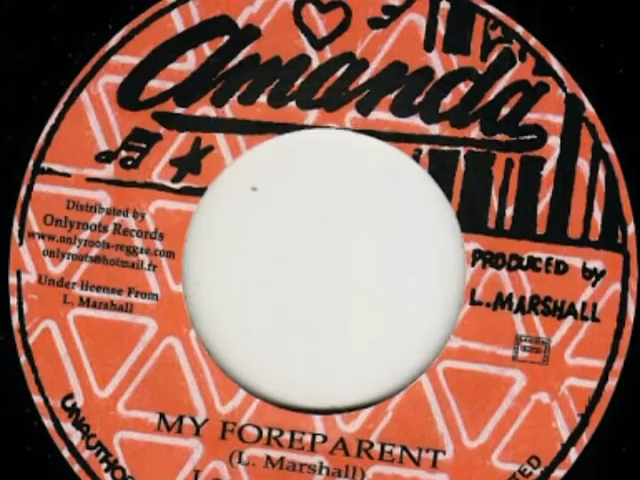 Amanda
Distributed by
Onlyroots Records
www.onlyroots-reggae.com
onlyroots@hotmail.fr
Under license From
L. Marshall
PRODUCED by
L. MARSHALL
MY FOREPARENT
(L. Marshall)